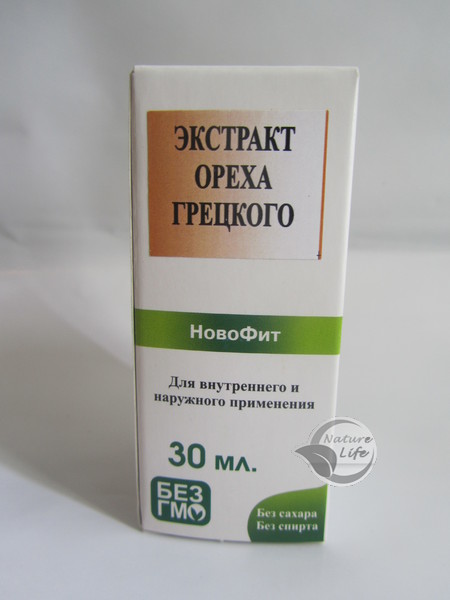 ЭКСТРАКТ
ОРЕХА
ГРЕЦКОГО
НовоФит
Для внутреннего и
наружного применения
30 мл.
Nature
Life
БЕЗ
ГМО
Без сахара
Без спирта